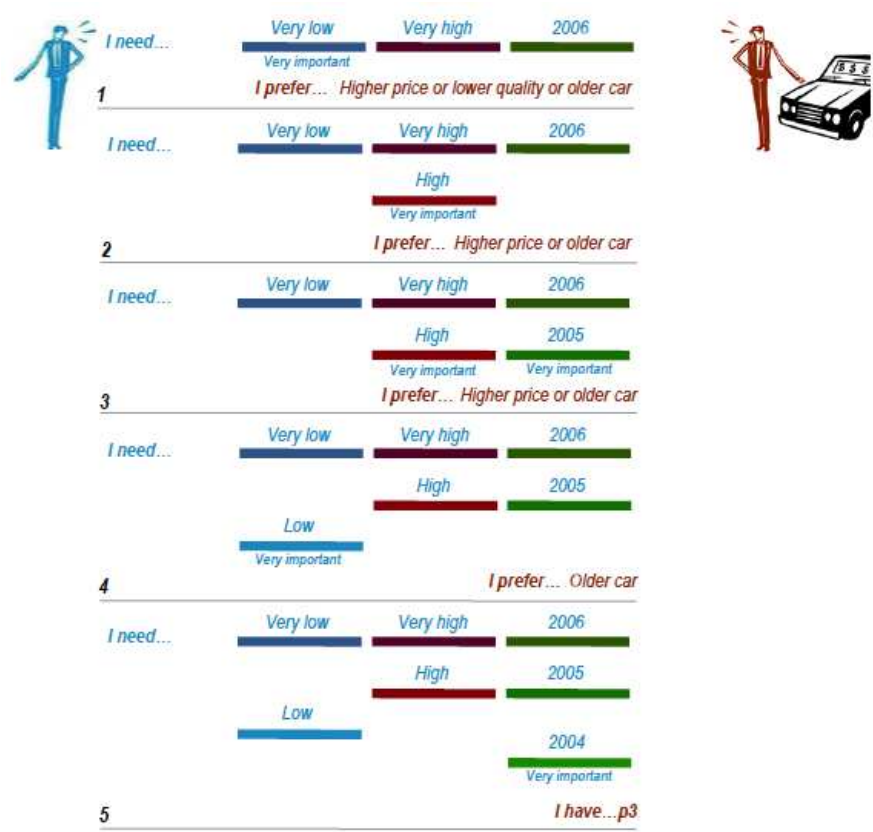 I need... Very low Very high 2006
Very important
I prefer... Higher price or lower quality or older car
1
$ $ $
I need... Very low Very high 2006
High
Very important
I prefer... Higher price or older car
2
I need... Very low Very high 2006
High 2005
Very important Very important
I prefer... Higher price or older car
3
I need... Very low Very high 2006
High 2005
Low
Very important
I prefer... Older car
4
I need... Very low Very high 2006
High 2005
Low
2004
Very important
I have...p3
5